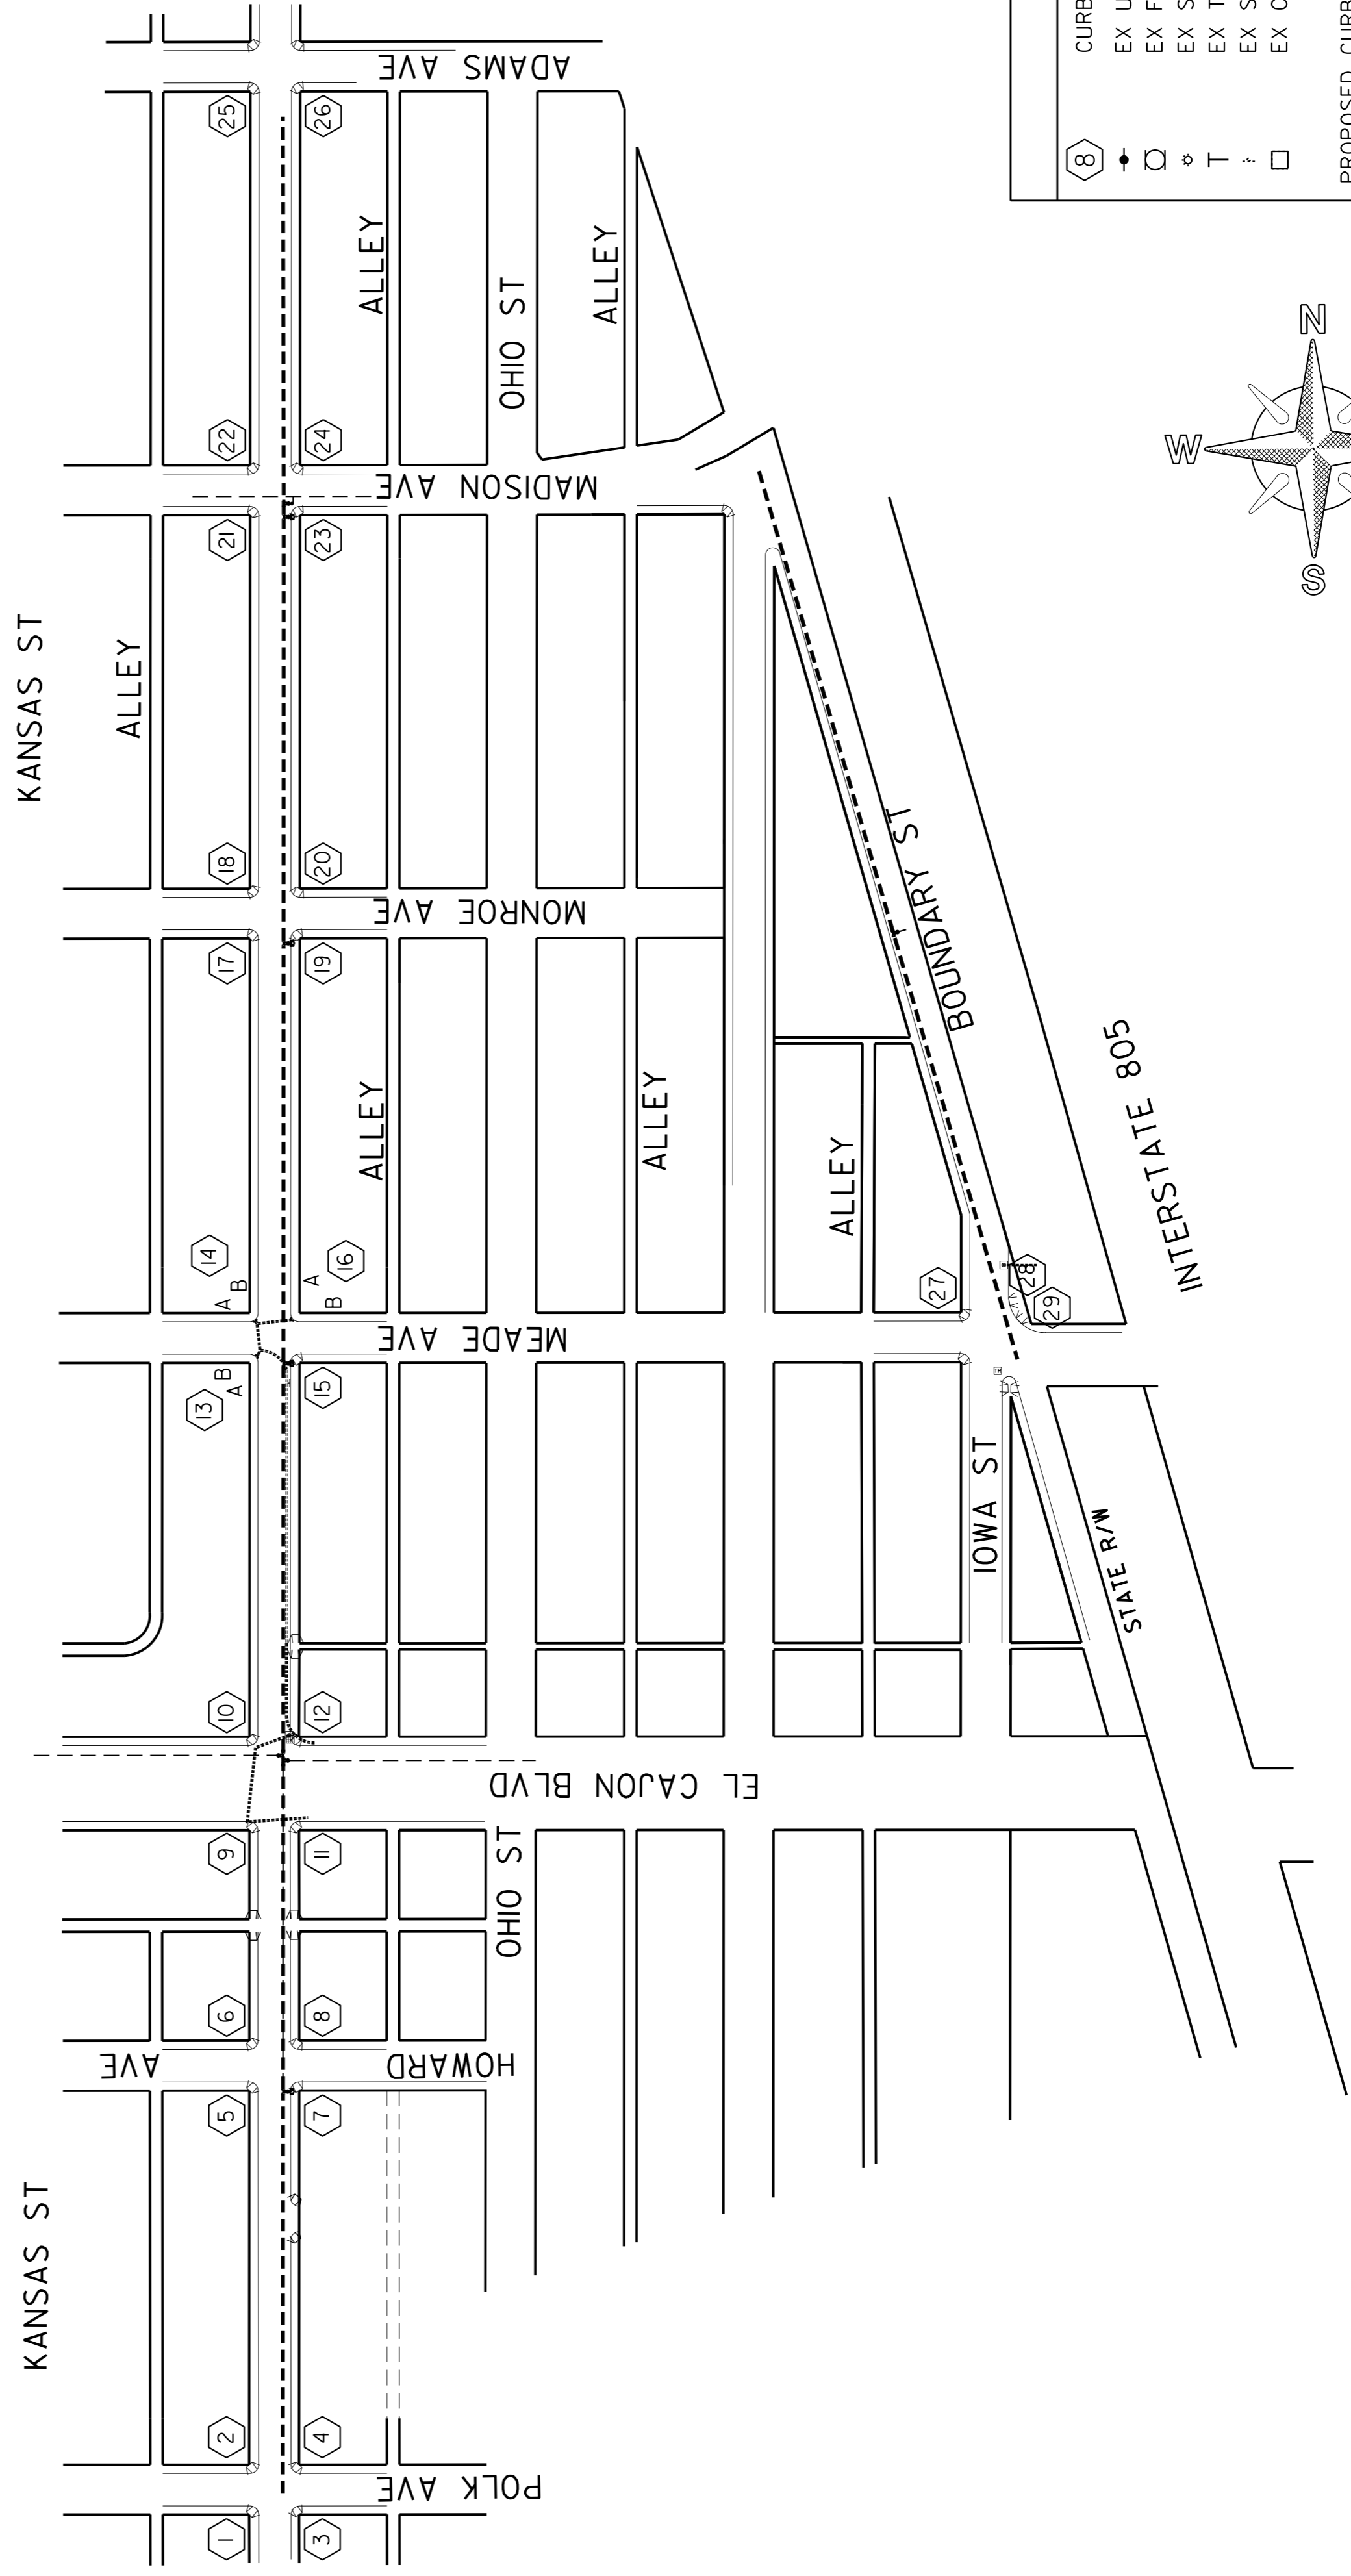 ADAMS AVE
25
26
ALLEY
OHIO ST
ALLEY
22
24
MADISON AVE
21
23
KANSAS ST
ALLEY
18
20
MONROE AVE
17
19
BOUNDARY ST
ALLEY
ALLEY
ALLEY
INTERSTATE 805
14
A B
16
A
B
27
28
29
MEADE AVE
13
A B
15
IOWA ST
STATE R/W
10
12
EL CAJON BLVD
9
11
OHIO ST
6
8
HOWARD AVE
5
7
KANSAS ST
2
4
POLK AVE
1
3
N
W
S
8
CURB
EX U
EX F
EX S
EX T
EX S
EX C
PROPOSED CURB